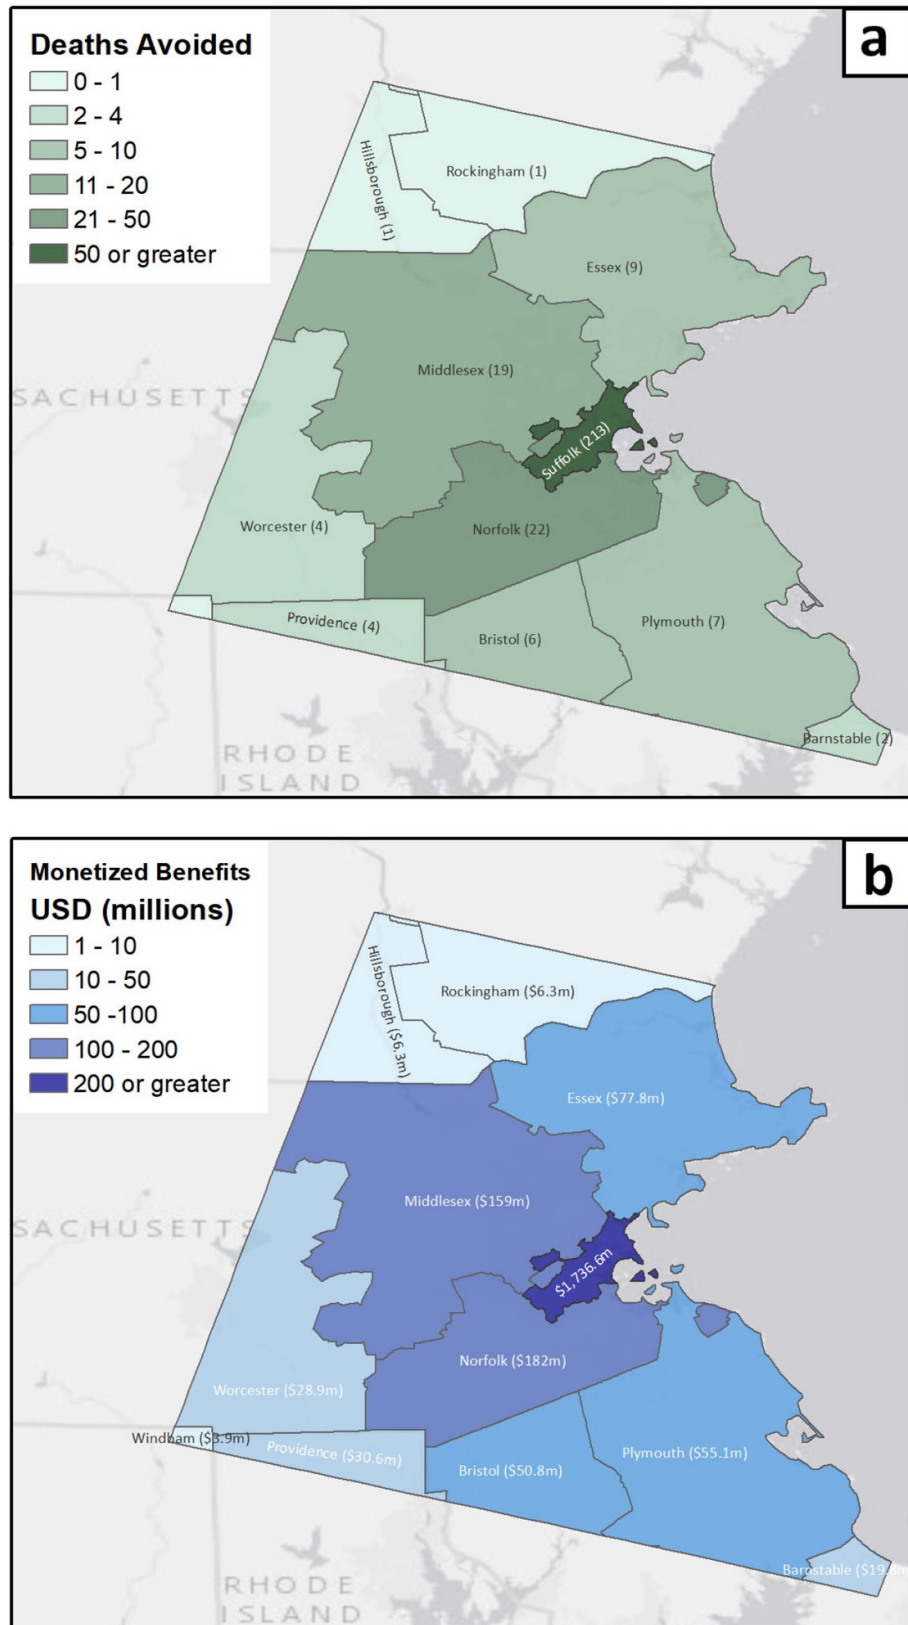 a
Deaths Avoided
0 - 1
2 - 4
5 - 10
11 - 20
21 - 50
50 or greater
Hillsborough (1)
Rockingham (1)
Essex (9)
Middlesex (19)
SACHUSETTS
Suffolk (213)
Worcester (4)
Norfolk (22)
Providence (4)
Bristol (6)
Plymouth (7)
Barnstable (2)
RHODE
ISLAND
b
Monetized Benefits
USD (millions)
1 - 10
10 - 50
50 -100
100 - 200
200 or greater
Hillsborough ($6.3m)
Rockingham ($6.3m)
Essex ($77.8m)
Middlesex ($159m)
SACHUSETTS
$1,736.6m
Norfolk ($182m)
Worcester ($28.9m)
Windham ($3.9m)
Providence ($30.6m)
Bristol ($50.8m)
Plymouth ($55.1m)
Barnstable
RHODE
ISLAND